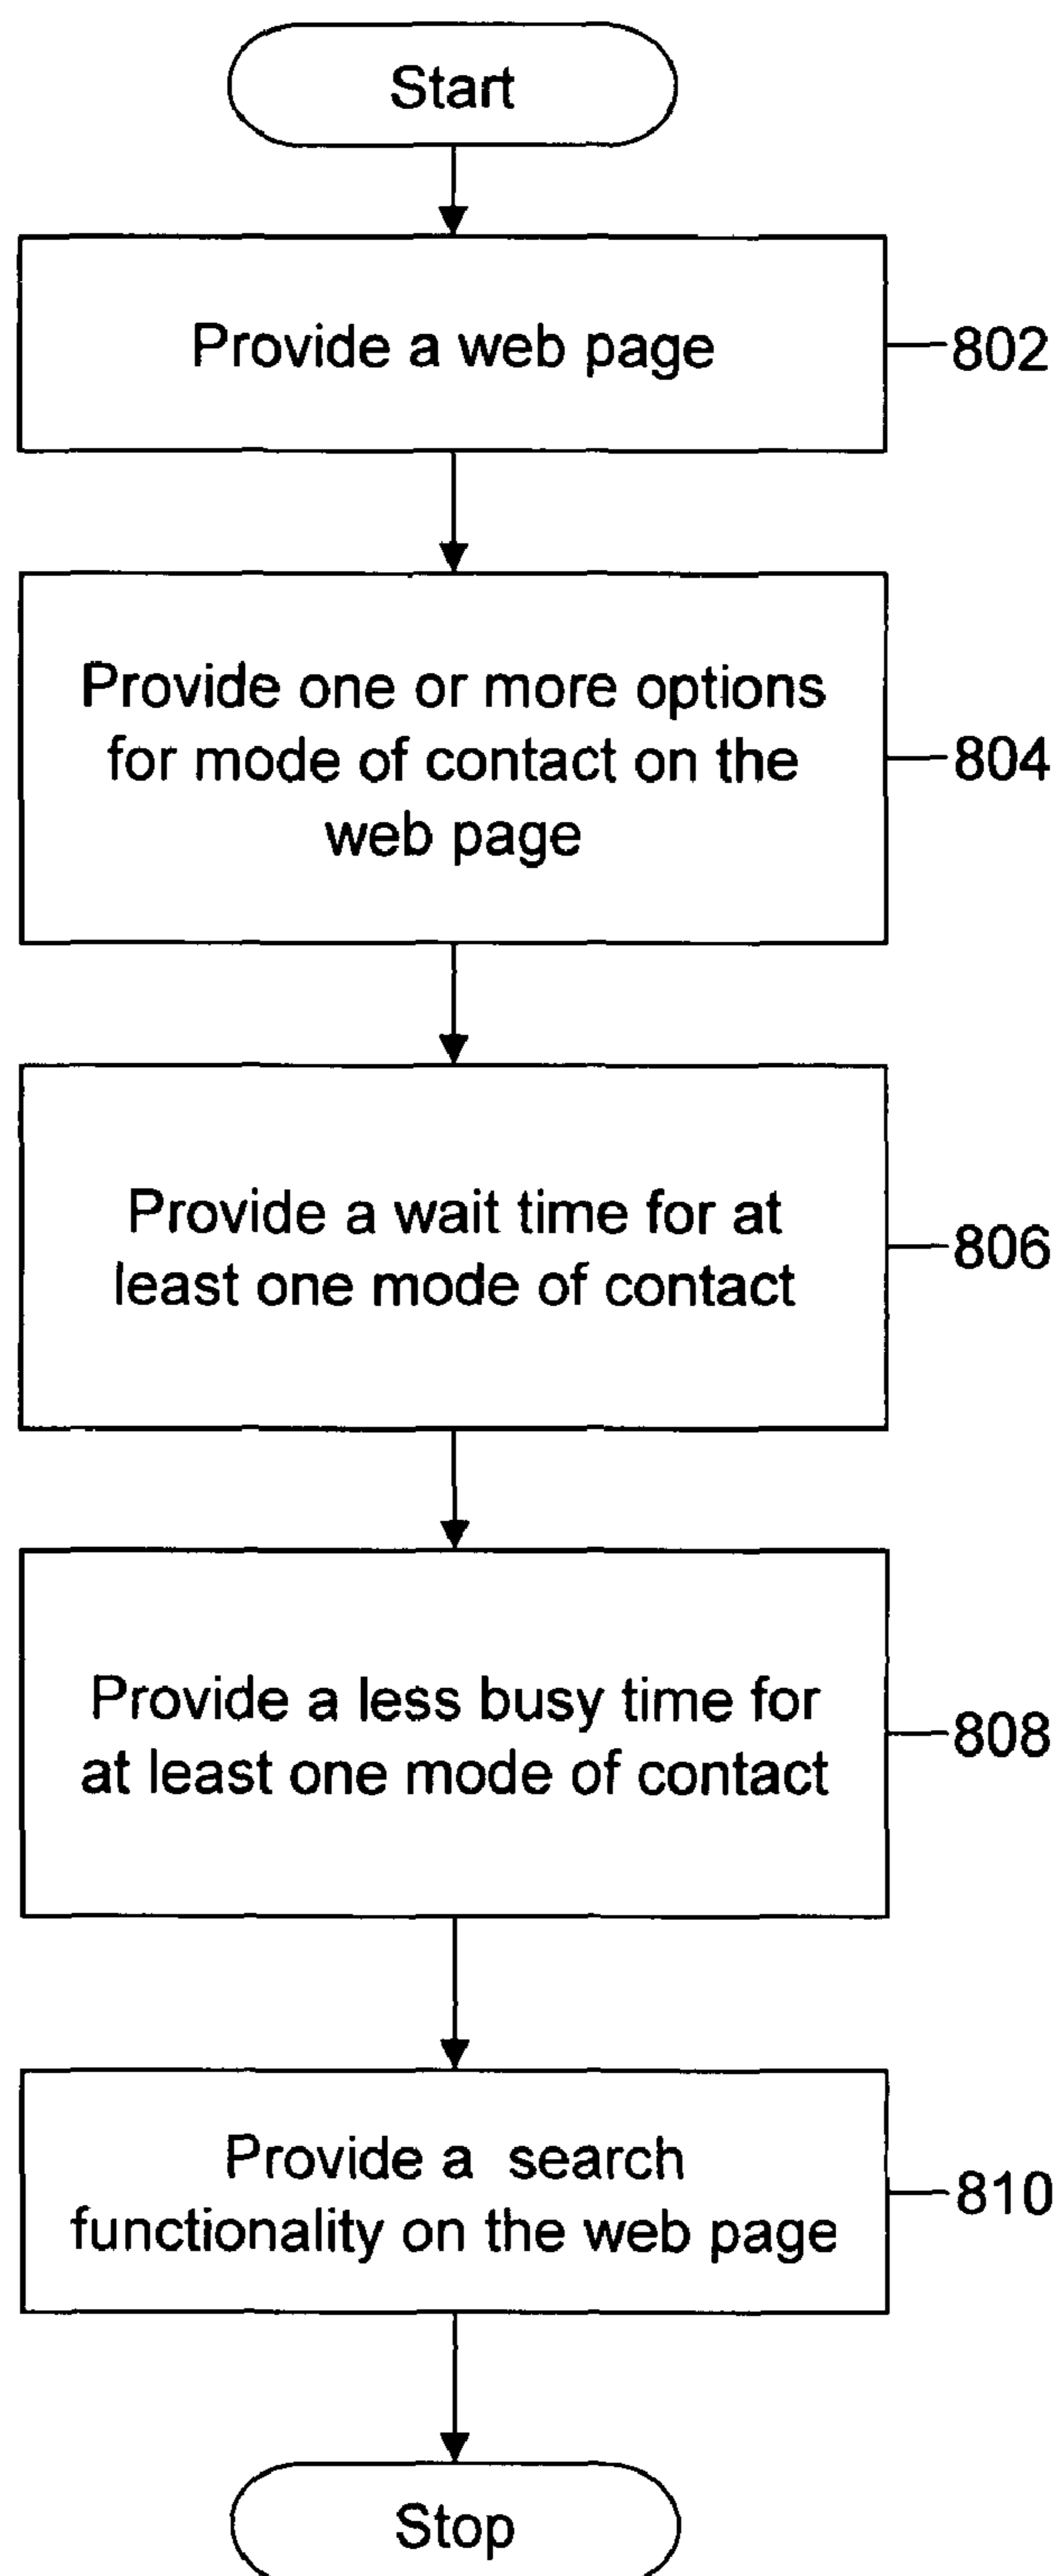 Start
Provide a web page
802
Provide one or more options
for mode of contact on the
web page
804
Provide a wait time for at
least one mode of contact
806
Provide a less busy time for
at least one mode of contact
808
Provide a search
functionality on the web page
810
Stop